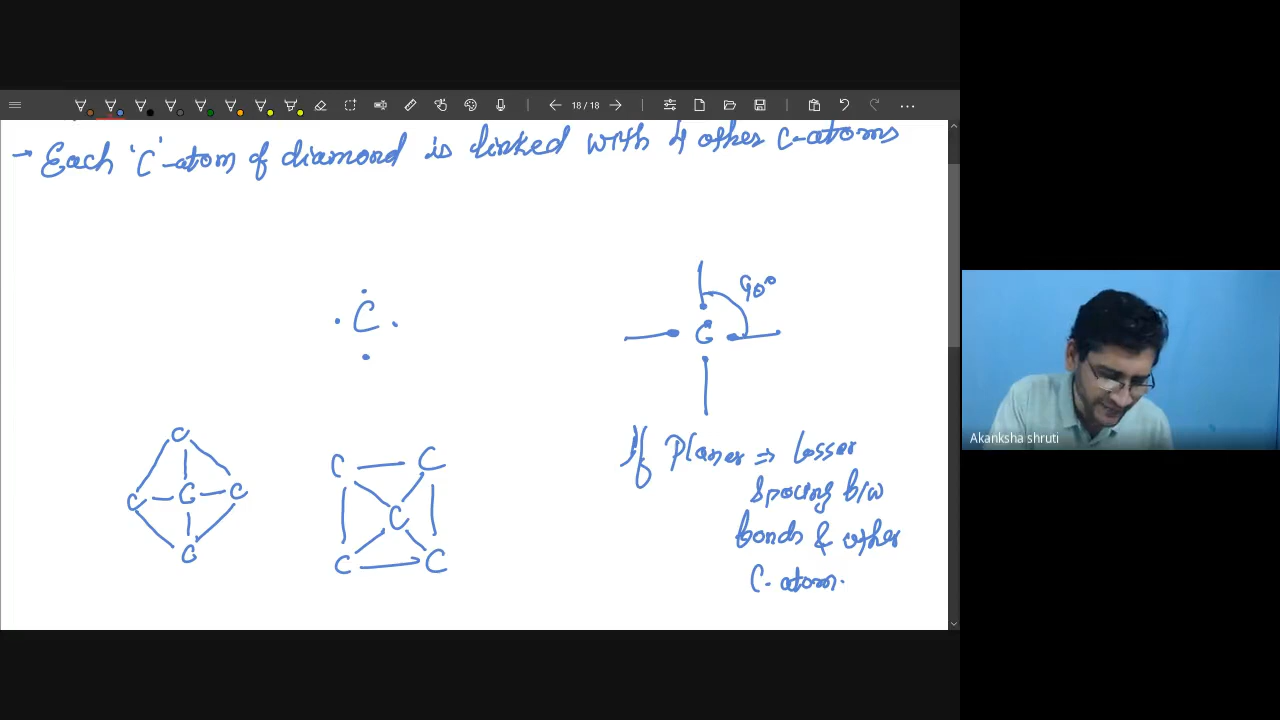 18 / 18
→ Each 'C'-atom of diamond is linked with 4 other C-atoms
C
90°
C
C
C C C
C
C C
C
C C
If Planer ⇒ lesser
spacing b/w
bonds & other
C-atom.
Akanksha shruti